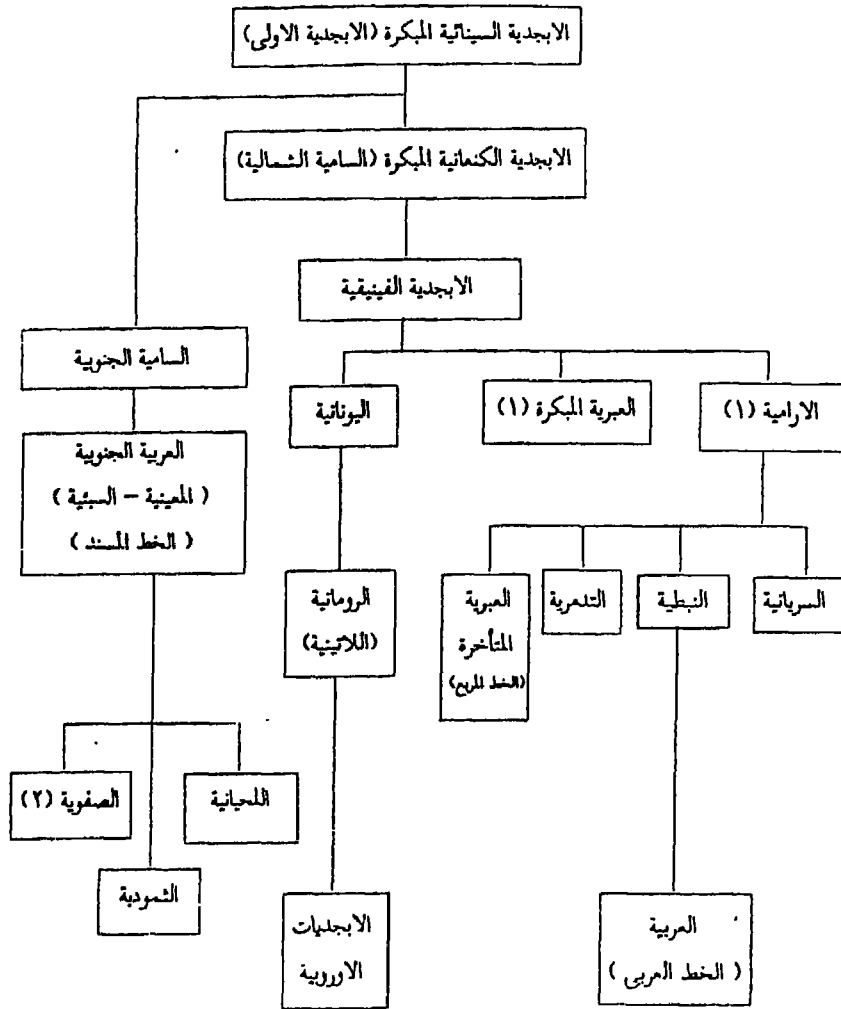 الابجدية السينائية المبكرة (الابجدية الاولى)
الابجدية الكنعانية المبكرة (السامية الشمالية)
الابجدية الفينيقية
السامية الجنوبية
الارامية (١)
العبرية المبكرة (١)
اليونانية
العربية الجنوبية
( المعينية – السبئية )
( الخط المسند )
السريانية
النبطية
التدمرية
العبرية
المتأخرة
(الخط المربع)
الرومانية
(اللاتينية)
اللحيانية
الصفوية (٢)
الثمودية
العربية
( الخط العربى )
الابجديات
الاوروبية